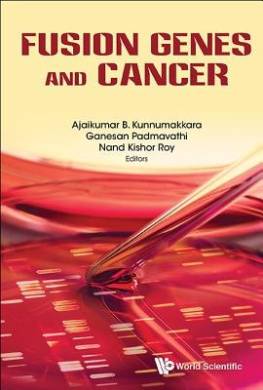 FUSION GENES
AND CANCER
Ajaikumar B. Kunnumakkara
Ganesan Padmavathi
Nand Kishor Roy
Editors
World Scientific